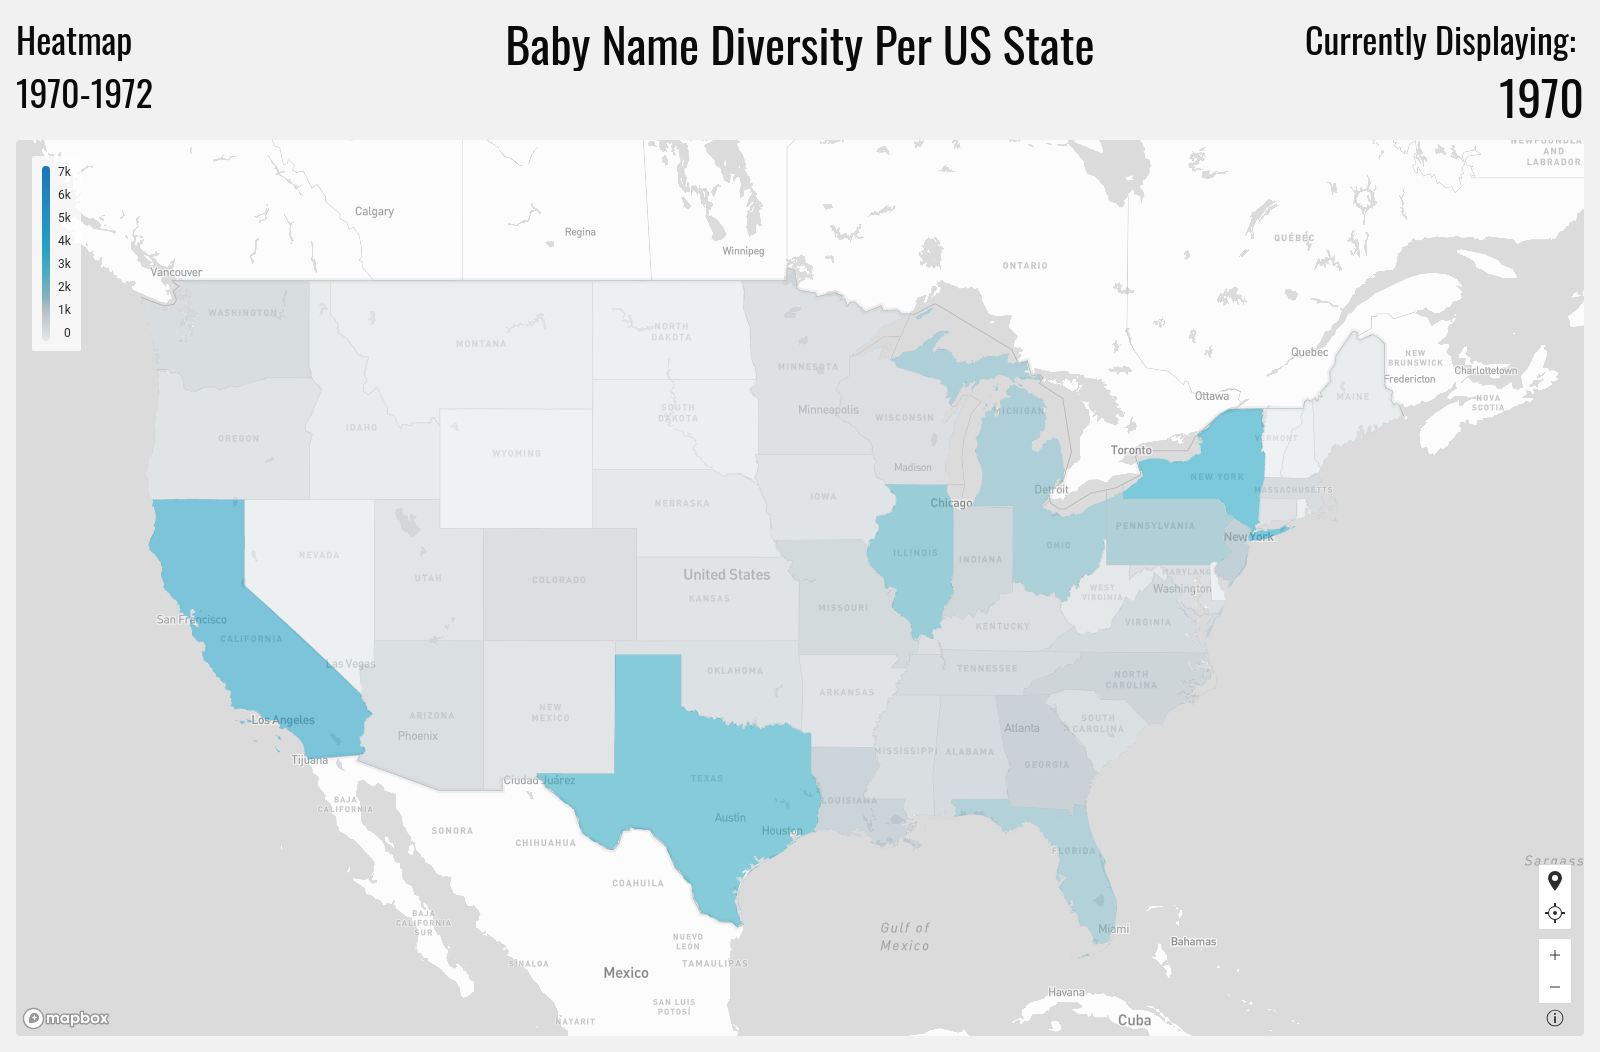 Heatmap
1970-1972
Baby Name Diversity Per US State
Currently Displaying:
1970
7k
6k
5k
4k
3k
2k
1k
0
NEWFOUNDLA
AND
LABRADOR
Calgary
Regina
Winnipeg
ONTARIO
QUÉBEC
Vancouver
WASHINGTON
MONTANA
NORTH
DAKOTA
MINNESOTA
Quebec
NEW
BRUNSWICK
Fredericton
Charlottetown
NOVA
SCOTIA
Ottawa
MAINE
SOUTH
DAKOTA
Minneapolis
WISCONSIN
MICHIGAN
OREGON
IDAHO
WYOMING
Toronto
VERMONT
Madison
Detroit
NEW YORK
MASSACHUSETTS
NEBRASKA
IOWA
Chicago
PENNSYLVANIA
New York
NEVADA
UTAH
COLORADO
United States
KANSAS
ILLINOIS
INDIANA
OHIO
MARYLAND
Washington
WEST
VIRGINIA
VIRGINIA
San Francisco
CALIFORNIA
Las Vegas
MISSOURI
KENTUCKY
OKLAHOMA
TENNESSEE
NORTH
CAROLINA
ARKANSAS
Los Angeles
ARIZONA
Phoenix
NEW
MEXICO
SOUTH
CAROLINA
Atlanta
MISSISSIPPI
ALABAMA
GEORGIA
Tijuana
Ciudad Juárez
TEXAS
LOUISIANA
BAJA
CALIFORNIA
SONORA
CHIHUAHUA
Austin
Houston
FLORIDA
Sargass
COAHUILA
BAJA
CALIFORNIA
SUR
NUEVO
LEÓN
Gulf of
Mexico
Miami
Bahamas
SINALOA
Mexico
TAMAULIPAS
SAN LUIS
POTOSÍ
NAYARIT
Havana
Cuba
mapbox